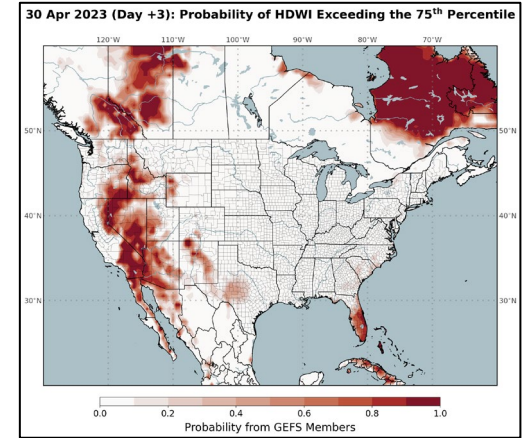 30 Apr 2023 (Day +3): Probability of HDWI Exceeding the 75th Percentile
120°W 110°W 100°W 90°W 80°W 70°W
50°N 50°N
40°N 40°N
30°N 30°N
0.0 0.2 0.4 0.6 0.8 1.0
Probability from GEFS Members